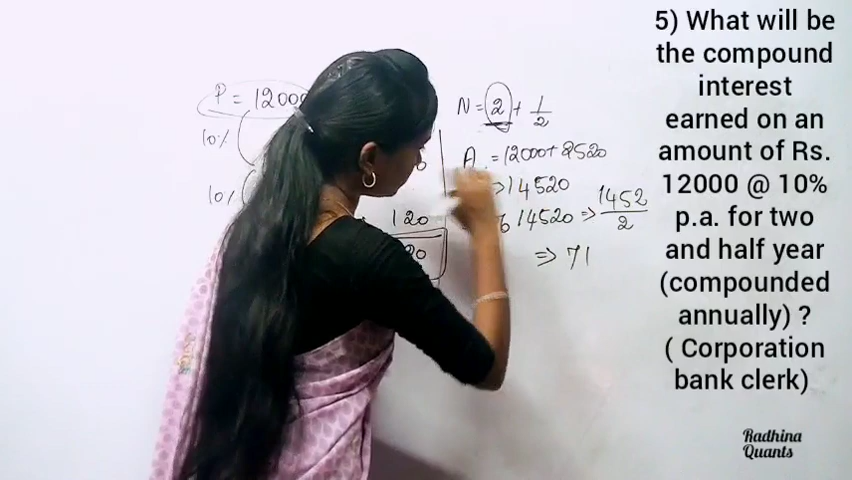 P = 12000
10%
10%
120
20
N = 2 + 1/2
A = 12000 + 2520
14520
14520 ⇒ 1452/2
⇒ 71
5) What will be
the compound
interest
earned on an
amount of Rs.
12000 @ 10%
p.a. for two
and half year
(compounded
annually) ?
( Corporation
bank clerk)
Radhina
Quants